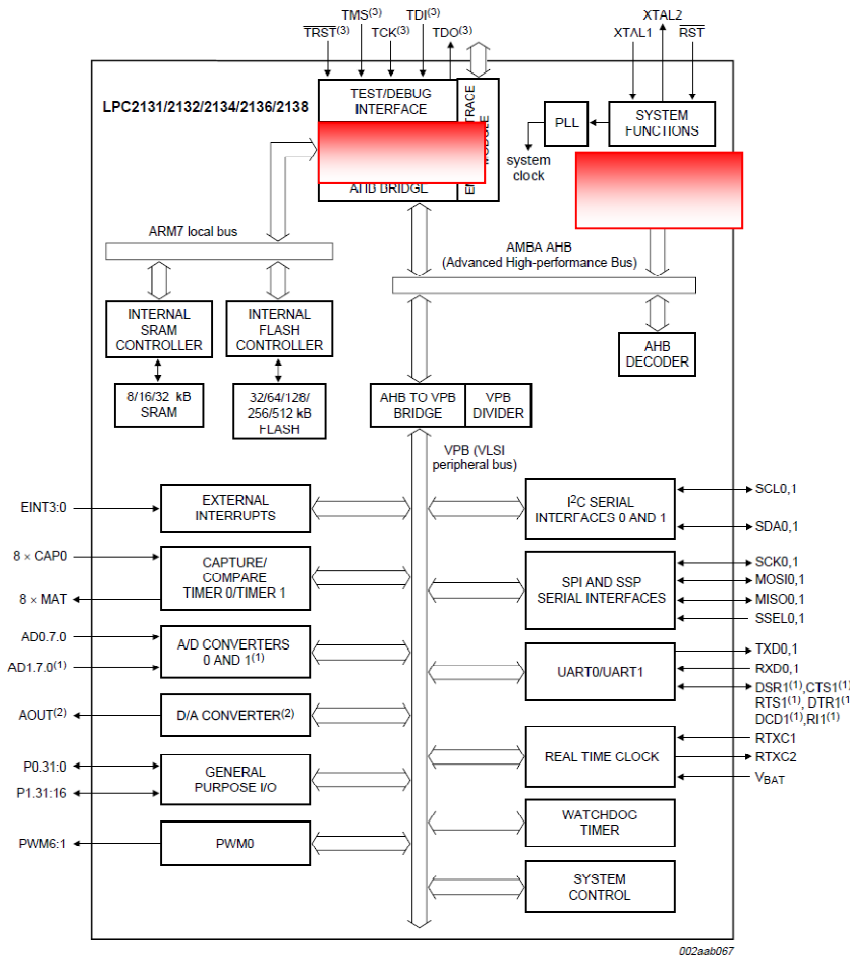 TMS(3) TDI(3) XTAL2
TRST(3) TCK(3) TDO(3) XTAL1 RST
LPC2131/2132/2134/2136/2138
TEST/DEBUG
INTERFACE
TRACE
MODULE
AHB BRIDGE
PLL
SYSTEM
FUNCTIONS
system
clock
ARM7 local bus
AMBA AHB
(Advanced High-performance Bus)
INTERNAL
SRAM
CONTROLLER
INTERNAL
FLASH
CONTROLLER
AHB
DECODER
8/16/32 kB
SRAM
32/64/128/
256/512 kB
FLASH
AHB TO VPB
BRIDGE
VPB
DIVIDER
VPB (VLSI
peripheral bus)
EINT3:0
EXTERNAL
INTERRUPTS
I2C SERIAL
INTERFACES 0 AND 1
SCL0,1
SDA0,1
8 × CAP0
8 × MAT
CAPTURE/
COMPARE
TIMER 0/TIMER 1
SPI AND SSP
SERIAL INTERFACES
SCK0,1
MOSI0,1
MISO0,1
SSEL0,1
AD0.7.0
AD1.7.0(1)
A/D CONVERTERS
0 AND 1(1)
UART0/UART1
TXD0,1
RXD0,1
DSR1(1),CTS1(1)
RTS1(1), DTR1(1)
DCD1(1),RI1(1)
AOUT(2)
D/A CONVERTER(2)
P0.31:0
P1.31:16
GENERAL
PURPOSE I/O
REAL TIME CLOCK
RTXC1
RTXC2
VBAT
PWM6:1
PWM0
WATCHDOG
TIMER
SYSTEM
CONTROL
002aab067